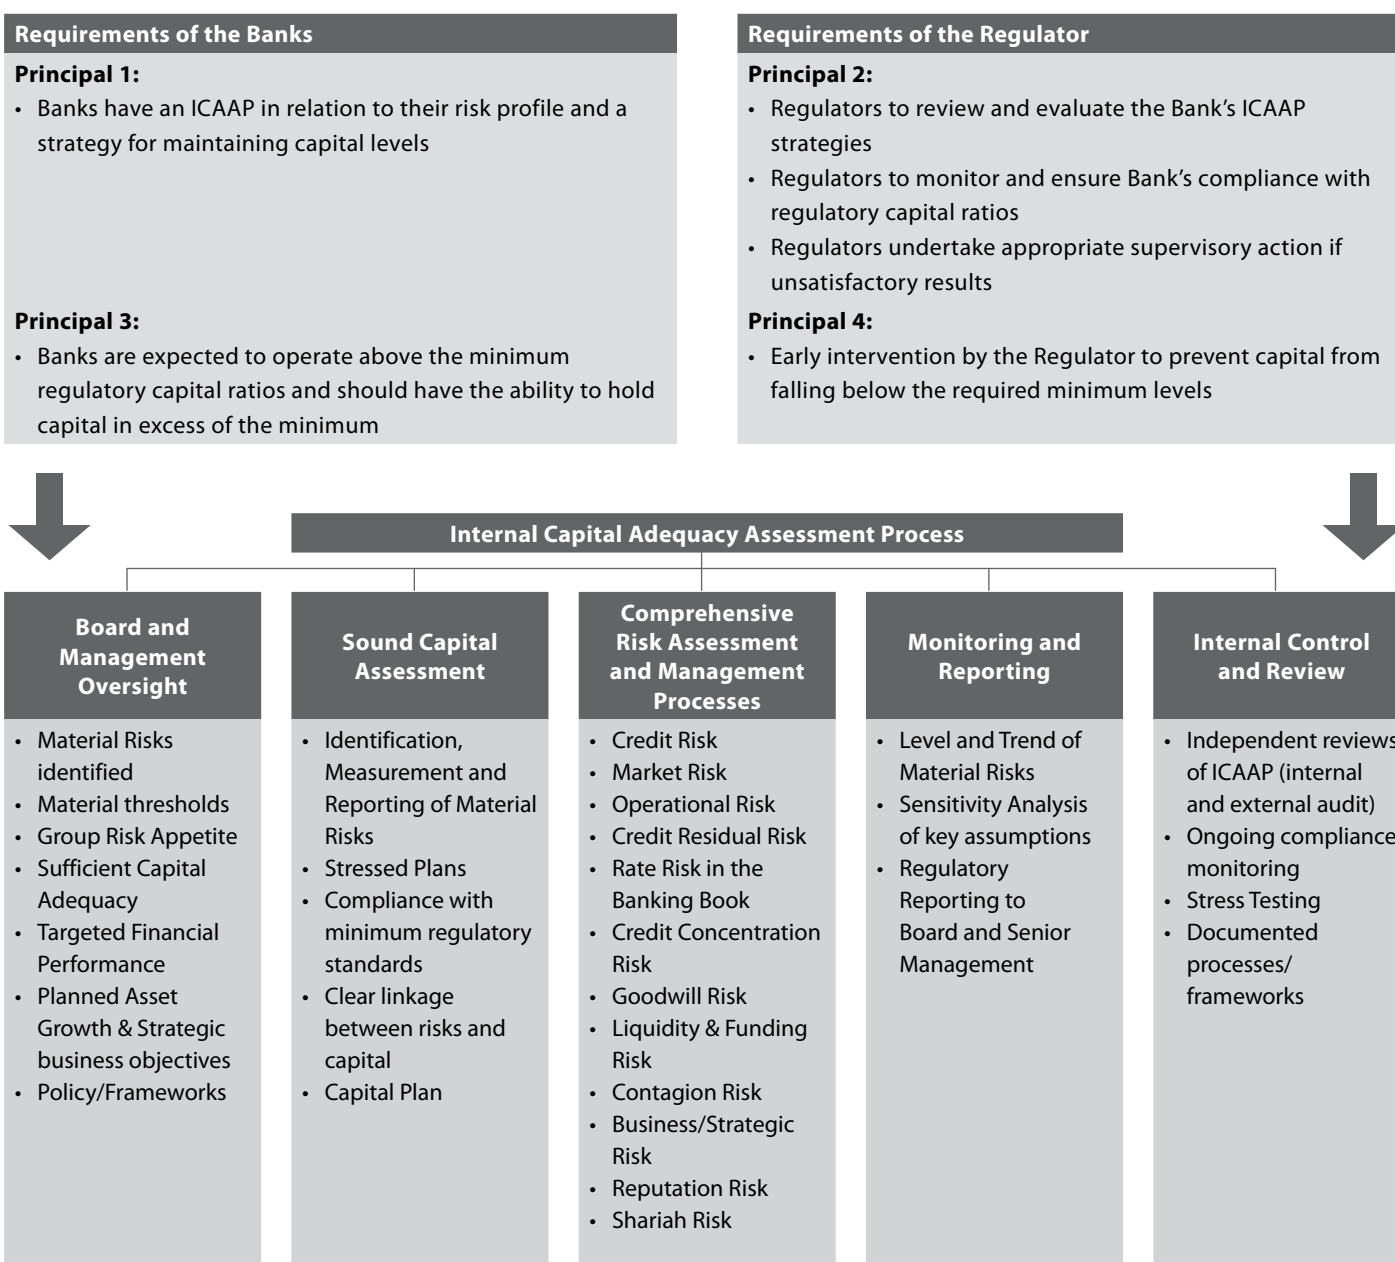 Requirements of the Banks
Principal 1:
• Banks have an ICAAP in relation to their risk profile and a
strategy for maintaining capital levels
Principal 3:
• Banks are expected to operate above the minimum
regulatory capital ratios and should have the ability to hold
capital in excess of the minimum
Requirements of the Regulator
Principal 2:
• Regulators to review and evaluate the Bank’s ICAAP
strategies
• Regulators to monitor and ensure Bank’s compliance with
regulatory capital ratios
• Regulators undertake appropriate supervisory action if
unsatisfactory results
Principal 4:
• Early intervention by the Regulator to prevent capital from
falling below the required minimum levels
Internal Capital Adequacy Assessment Process
Board and
Management
Oversight
• Material Risks
identified
• Material thresholds
• Group Risk Appetite
• Sufficient Capital
Adequacy
• Targeted Financial
Performance
• Planned Asset
Growth & Strategic
business objectives
• Policy/Frameworks
Sound Capital
Assessment
• Identification,
Measurement and
Reporting of Material
Risks
• Stressed Plans
• Compliance with
minimum regulatory
standards
• Clear linkage
between risks and
capital
• Capital Plan
Comprehensive
Risk Assessment
and Management
Processes
• Credit Risk
• Market Risk
• Operational Risk
• Credit Residual Risk
• Rate Risk in the
Banking Book
• Credit Concentration
Risk
• Goodwill Risk
• Liquidity & Funding
Risk
• Contagion Risk
• Business/Strategic
Risk
• Reputation Risk
• Shariah Risk
Monitoring and
Reporting
• Level and Trend of
Material Risks
• Sensitivity Analysis
of key assumptions
• Regulatory
Reporting to
Board and Senior
Management
Internal Control
and Review
• Independent reviews
of ICAAP (internal
and external audit)
• Ongoing compliance
monitoring
• Stress Testing
• Documented
processes/
frameworks